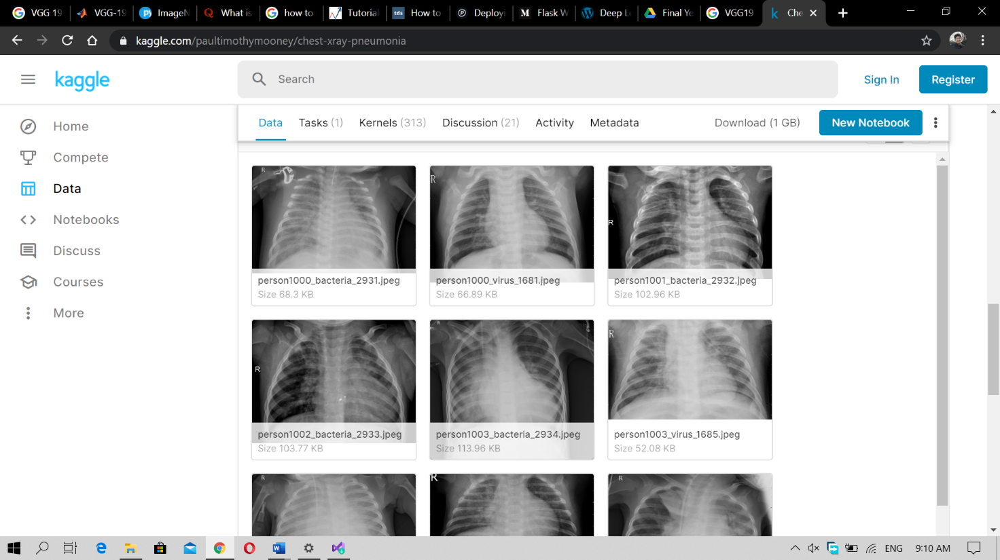 VGG 19
VGG-19
ImageN
What is
how to
Tutorial
tds How to
Deployi
M Flask W
Deep Le
Final Ye
VGG19
k Che
kaggle.com/paultimothymooney/chest-xray-pneumonia
kaggle
Search
Sign In
Register
Home
Compete
Data
Notebooks
Discuss
Courses
More
Data
Tasks (1)
Kernels (313)
Discussion (21)
Activity
Metadata
Download (1 GB)
New Notebook
R
R
R
person1000_bacteria_2931.jpeg
Size 68.3 KB
person1000_virus_1681.jpeg
Size 66.89 KB
person1001_bacteria_2932.jpeg
Size 102.96 KB
R
R
R
person1002_bacteria_2933.jpeg
Size 103.77 KB
person1003_bacteria_2934.jpeg
Size 113.96 KB
person1003_virus_1685.jpeg
Size 52.08 KB
R
R
R
ENG
9:10 AM